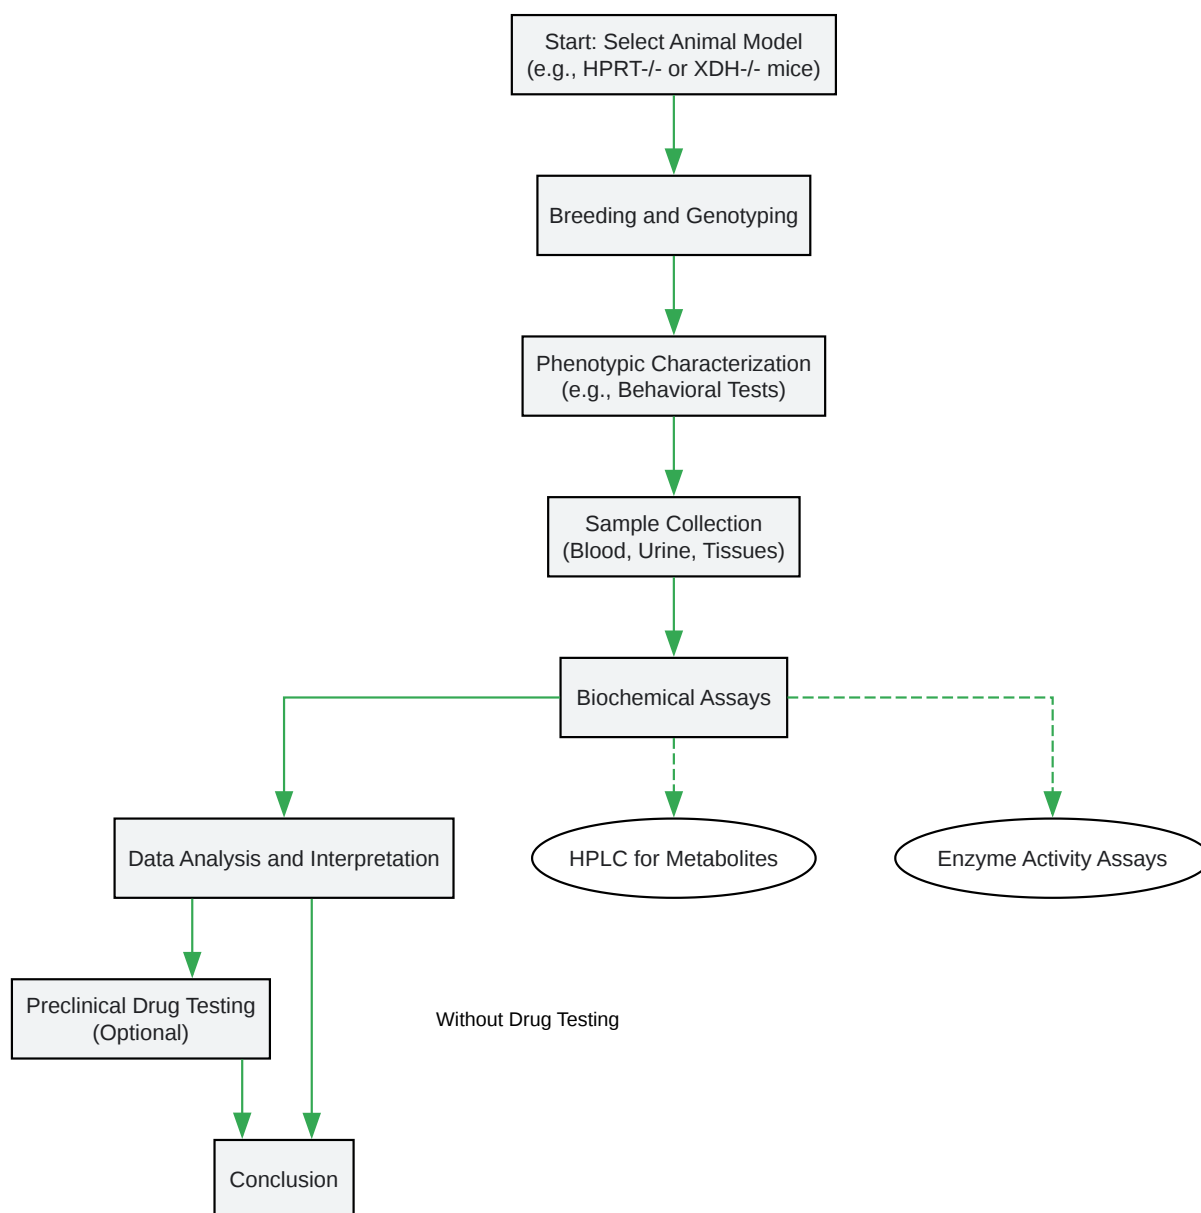 Start: Select Animal Model
(e.g., HPRT-/- or XDH-/- mice)
Breeding and Genotyping
Phenotypic Characterization
(e.g., Behavioral Tests)
Sample Collection
(Blood, Urine, Tissues)
Biochemical Assays
Data Analysis and Interpretation
HPLC for Metabolites
Enzyme Activity Assays
Preclinical Drug Testing
(Optional)
Without Drug Testing
Conclusion